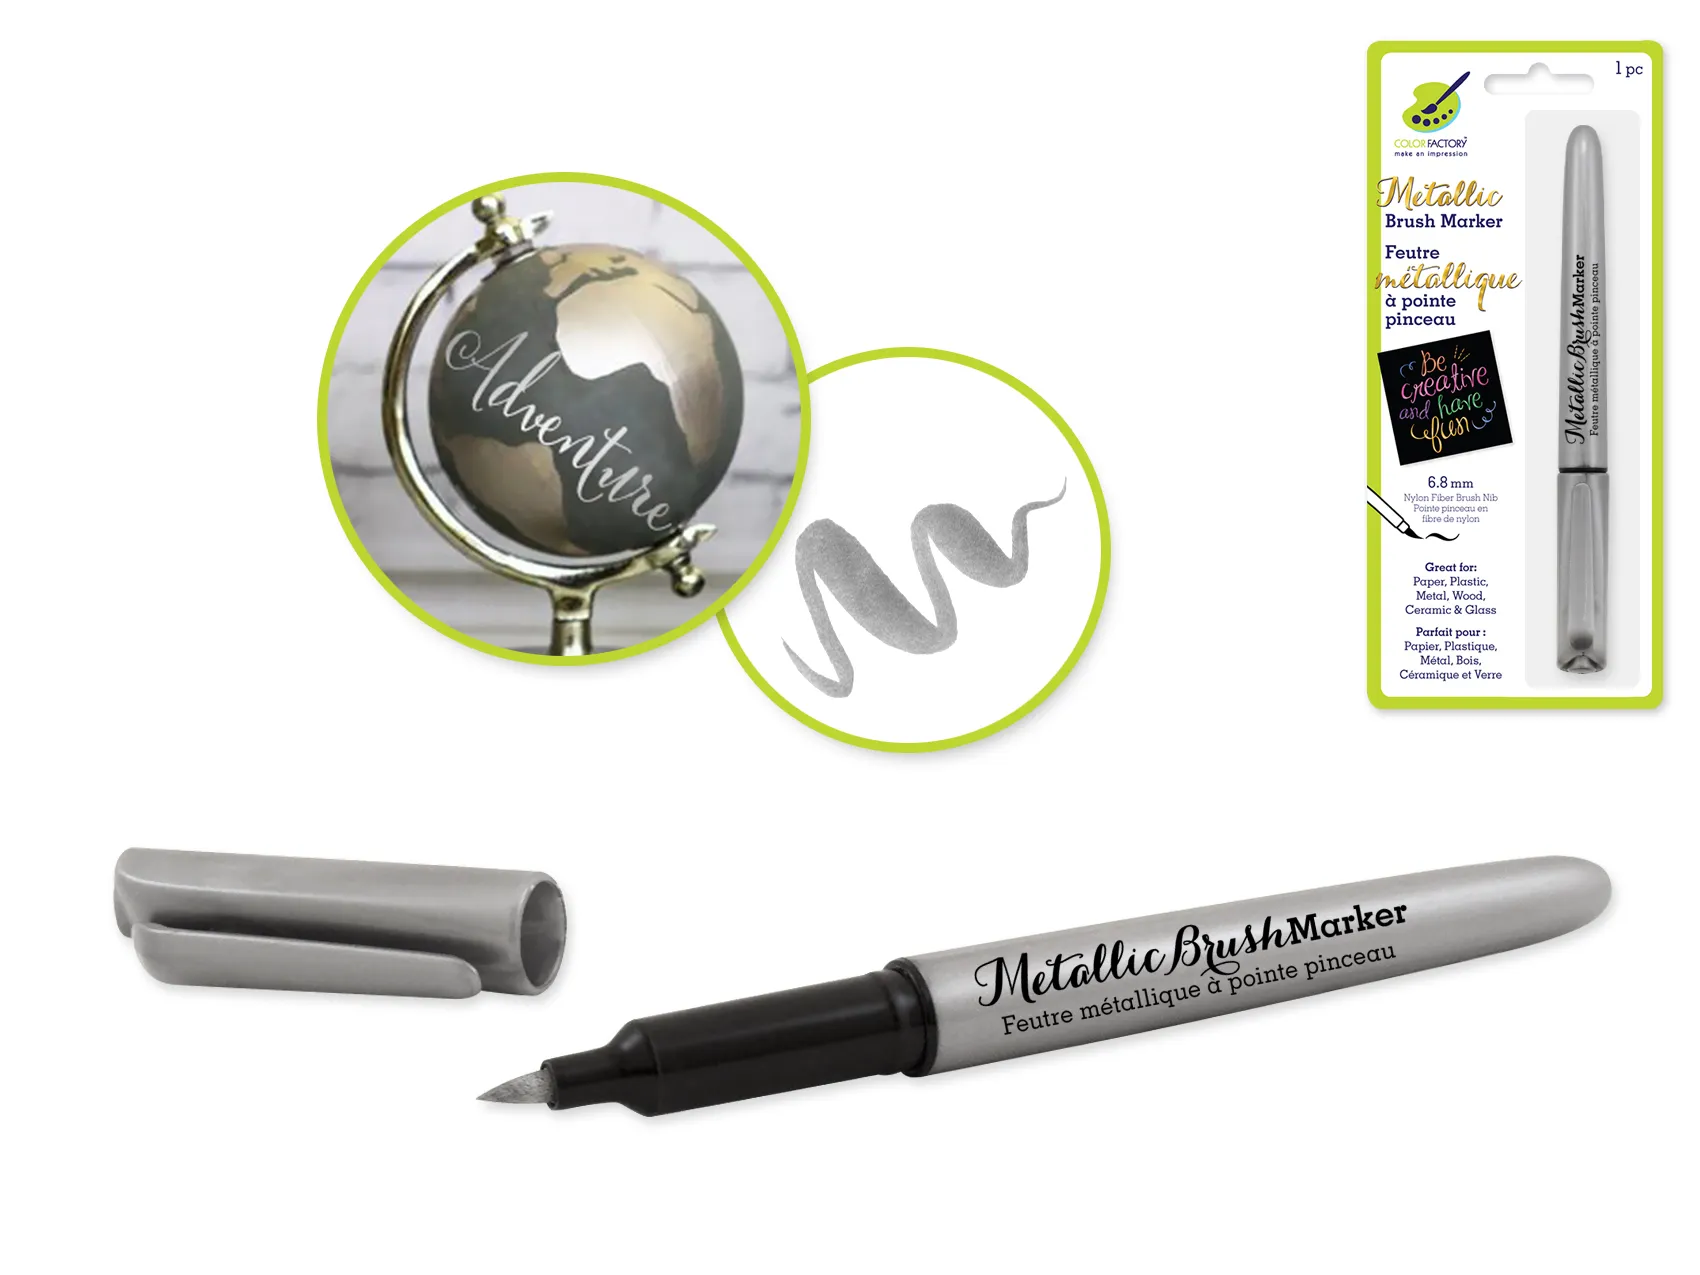 Adventure
1 pc
COLOR FACTORY™
make an impression
Metallic
Brush Marker
Feutre
métallique
à pointe
pinceau
Be
creative
and have
fun
6.8 mm
Nylon Fiber Brush Nib
Pointe pinceau en
fibre de nylon
Great for:
Paper, Plastic,
Metal, Wood,
Ceramic & Glass
Parfait pour :
Papier, Plastique,
Métal, Bois,
Céramique et Verre
Metallic BrushMarker
Feutre métallique à pointe pinceau
Metallic BrushMarker
Feutre métallique à pointe pinceau